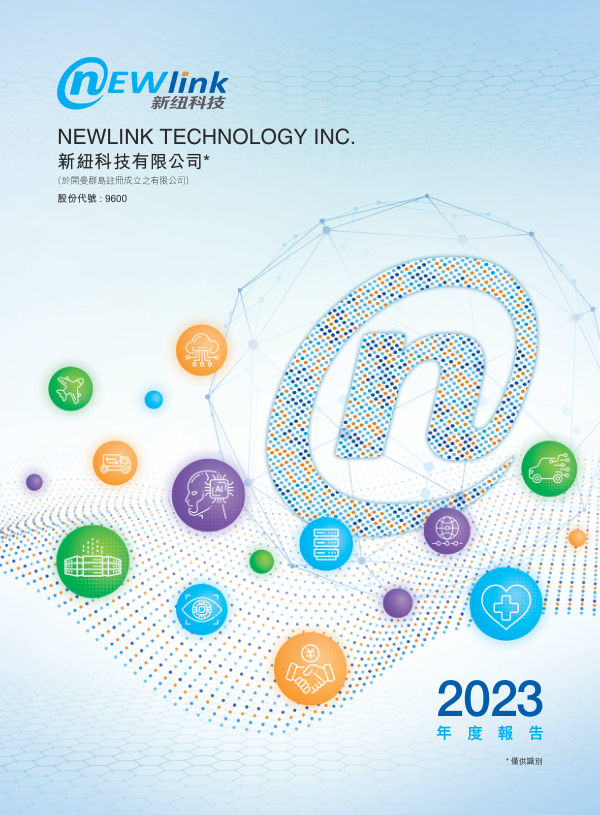 nEWlink
新纽科技
NEWLINK TECHNOLOGY INC.
新紐科技有限公司*
(於開曼群島註冊成立之有限公司)
股份代號 : 9600
AI
¥
2023
年度報告
* 僅供識別